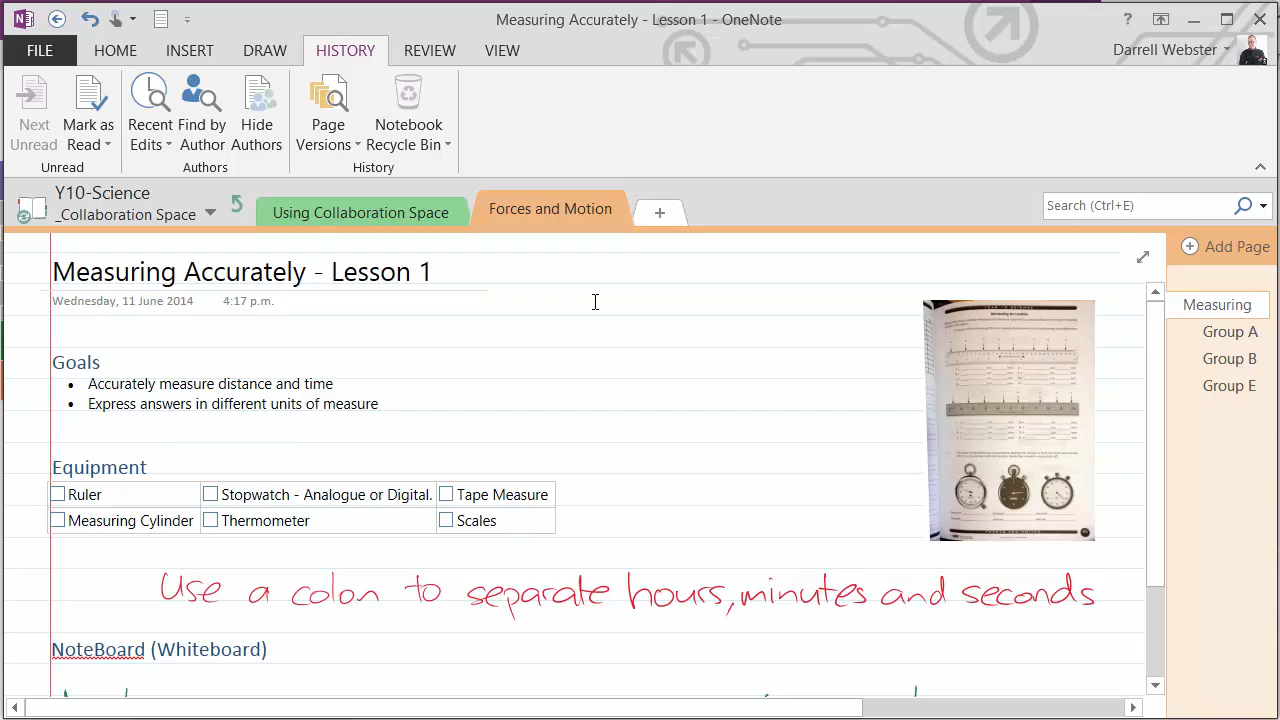 Measuring Accurately - Lesson 1 - OneNote
?
Darrell Webster
FILE HOME INSERT DRAW HISTORY REVIEW VIEW
Next Unread
Mark as Read
Recent Edits
Find by Author
Hide Authors
Page Versions
Notebook Recycle Bin
Unread Authors History
Y10-Science
_Collaboration Space
Using Collaboration Space
Forces and Motion
+
Search (Ctrl+E)
Add Page
Measuring
Group A
Group B
Group E
Measuring Accurately - Lesson 1
Wednesday, 11 June 2014 4:17 p.m.
Goals
• Accurately measure distance and time
• Express answers in different units of measure
Equipment
Ruler Stopwatch - Analogue or Digital. Tape Measure
Measuring Cylinder Thermometer Scales
Measuring Accurately
Use a colon to separate hours, minutes and seconds
NoteBoard (Whiteboard)